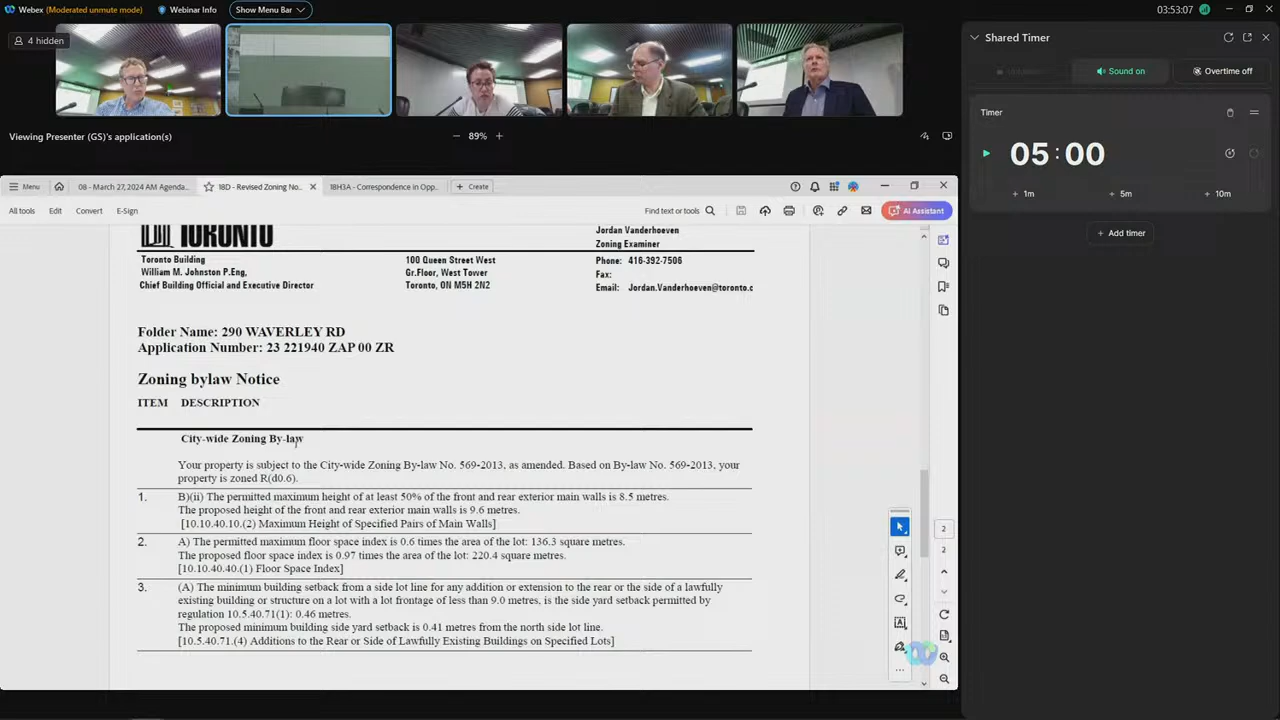 Webex (Moderated unmute mode) Webinar Info Show Menu Bar 03:53:07
4 hidden
Shared Timer
Sound on Overtime off
Timer
05:00
+ 1m + 5m + 10m
+ Add timer
Viewing Presenter (GS)'s application(s) — 89% +
Menu 08 - March 27, 2024 AM Agenda... 18D - Revised Zoning No... 18H3A - Correspondence in Opp... + Create
All tools Edit Convert E-Sign Find text or tools AI Assistant
TORONTO
Jordan Vanderhoeven
Zoning Examiner
Toronto Building 100 Queen Street West Phone: 416-392-7506
William M. Johnston P.Eng, Gr.Floor, West Tower Fax:
Chief Building Official and Executive Director Toronto, ON M5H 2N2 Email: Jordan.Vanderhoeven@toronto.c
Folder Name: 290 WAVERLEY RD
Application Number: 23 221940 ZAP 00 ZR
Zoning bylaw Notice
ITEM DESCRIPTION
City-wide Zoning By-law
Your property is subject to the City-wide Zoning By-law No. 569-2013, as amended. Based on By-law No. 569-2013, your
property is zoned R(d0.6).
1. B)(ii) The permitted maximum height of at least 50% of the front and rear exterior main walls is 8.5 metres.
The proposed height of the front and rear exterior main walls is 9.6 metres.
[10.10.40.10.(2) Maximum Height of Specified Pairs of Main Walls]
2. A) The permitted maximum floor space index is 0.6 times the area of the lot: 136.3 square metres.
The proposed floor space index is 0.97 times the area of the lot: 220.4 square metres.
[10.10.40.40.(1) Floor Space Index]
3. (A) The minimum building setback from a side lot line for any addition or extension to the rear or the side of a lawfully
existing building or structure on a lot with a lot frontage of less than 9.0 metres, is the side yard setback permitted by
regulation 10.5.40.71(1): 0.46 metres.
The proposed minimum building side yard setback is 0.41 metres from the north side lot line.
[10.5.40.71.(4) Additions to the Rear or Side of Lawfully Existing Buildings on Specified Lots]
2
2